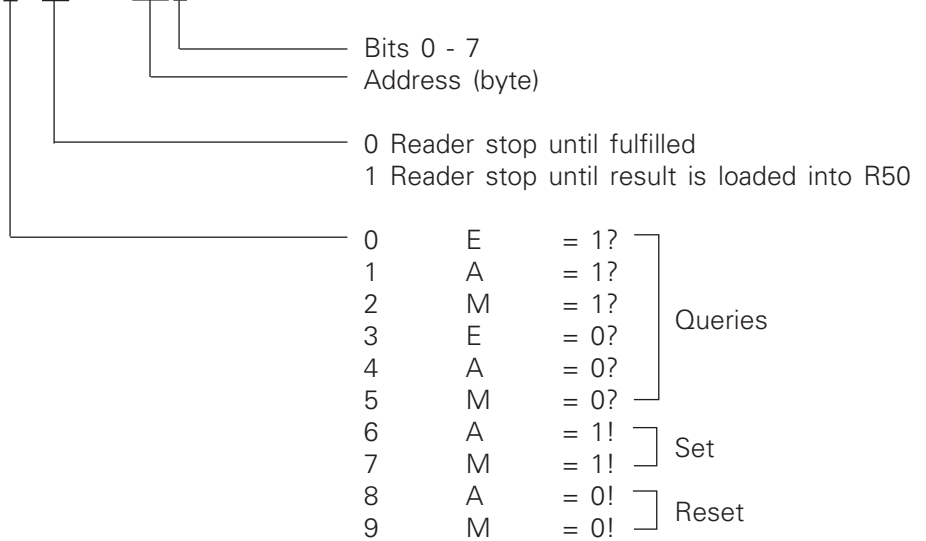 Bits 0 - 7
Address (byte)
0 Reader stop until fulfilled
1 Reader stop until result is loaded into R50
0 E = 1?
1 A = 1?
2 M = 1?
Queries
3 E = 0?
4 A = 0?
5 M = 0?
6 A = 1!
Set
7 M = 1!
8 A = 0!
Reset
9 M = 0!